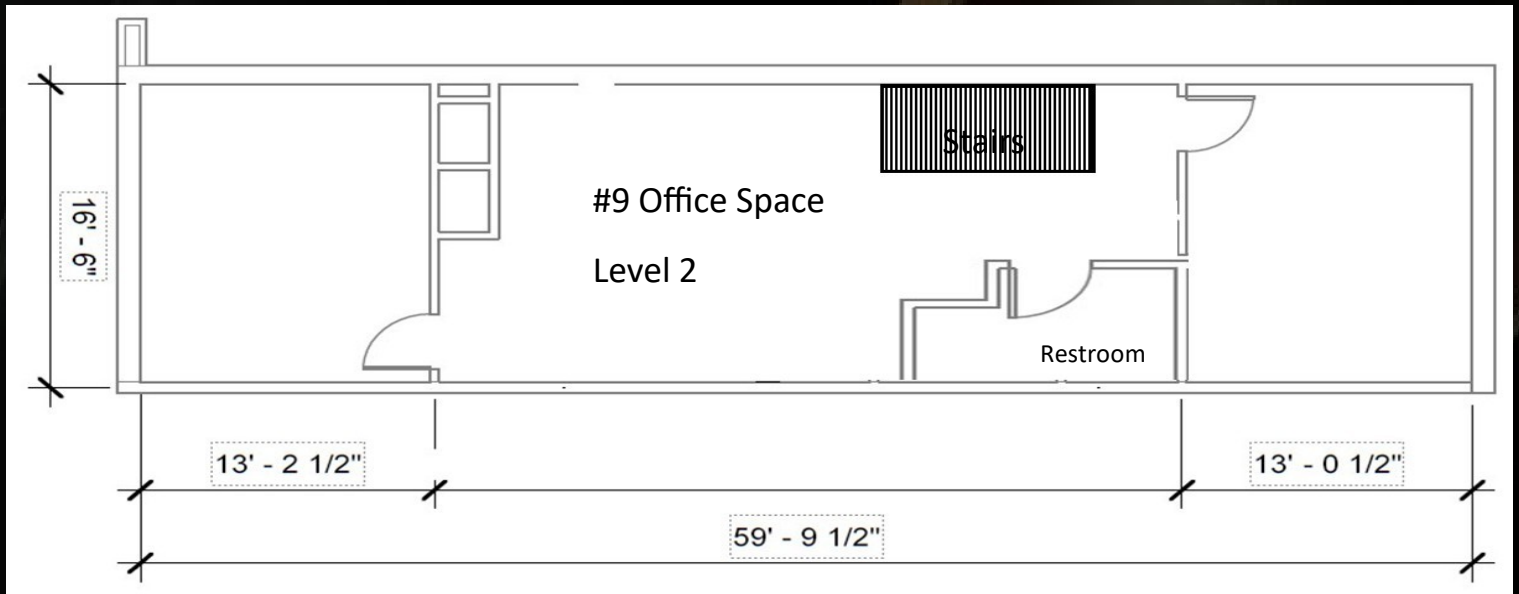 Stairs
#9 Office Space
16' - 6"
Level 2
Restroom
13' - 2 1/2"
13' - 0 1/2"
59' - 9 1/2"